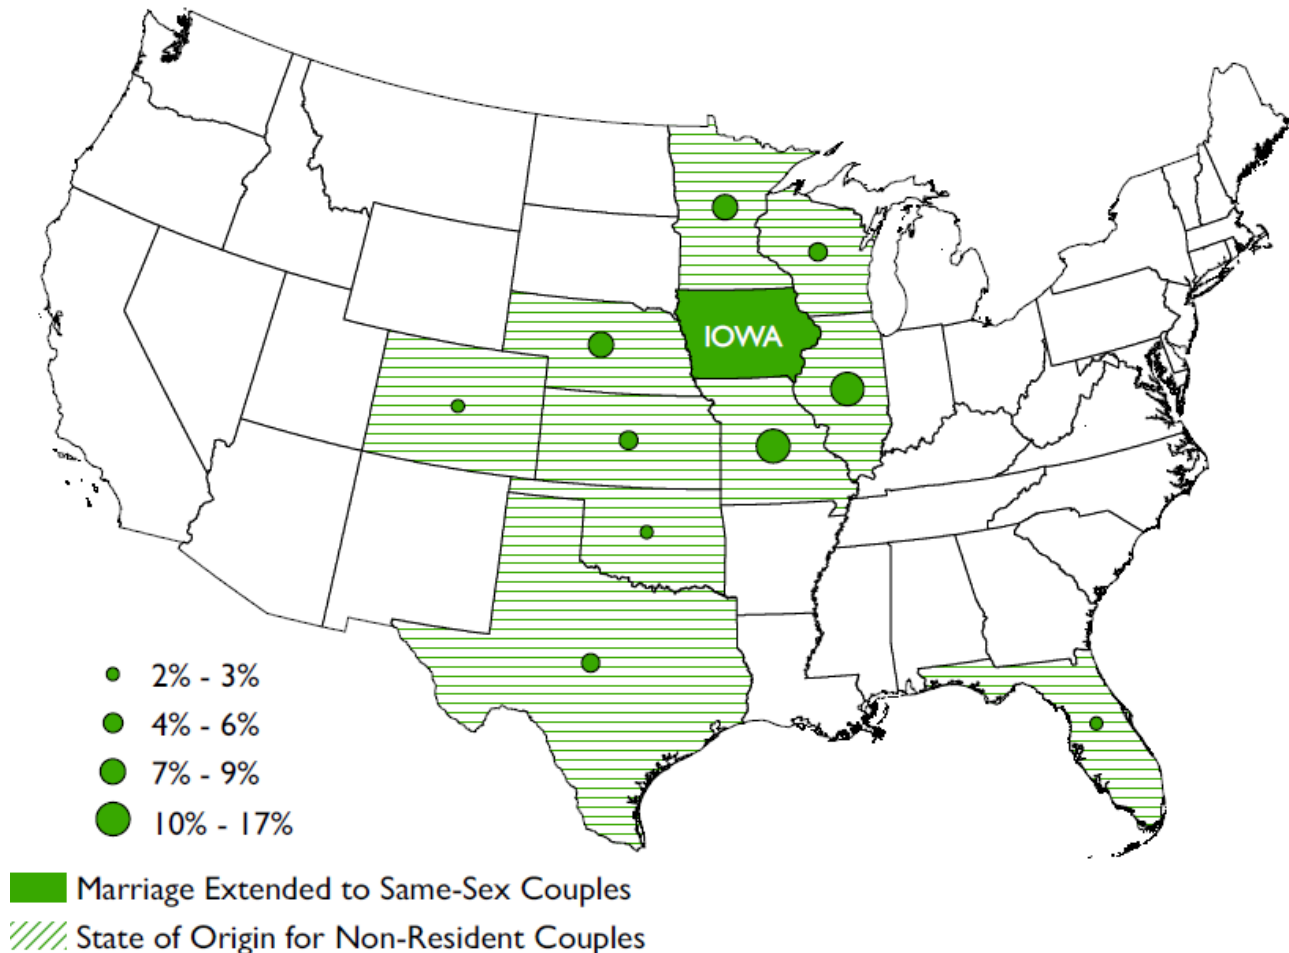 IOWA
2% - 3%
4% - 6%
7% - 9%
10% - 17%
Marriage Extended to Same-Sex Couples
State of Origin for Non-Resident Couples